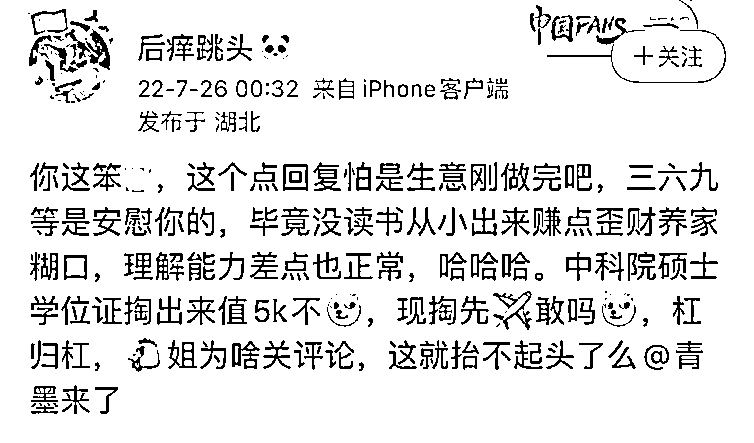 中国FANS
后痒跳头🐼
+关注
22-7-26 00:32 来自iPhone客户端
发布于 湖北
你这笨，这个点回复怕是生意刚做完吧，三六九
等是安慰你的，毕竟没读书从小出来赚点歪财养家
糊口，理解能力差点也正常，哈哈哈。中科院硕士
学位证掏出来值5k不，现掏先✈敢吗，杠
归杠，姐为啥关评论，这就抬不起头了么@青
墨来了